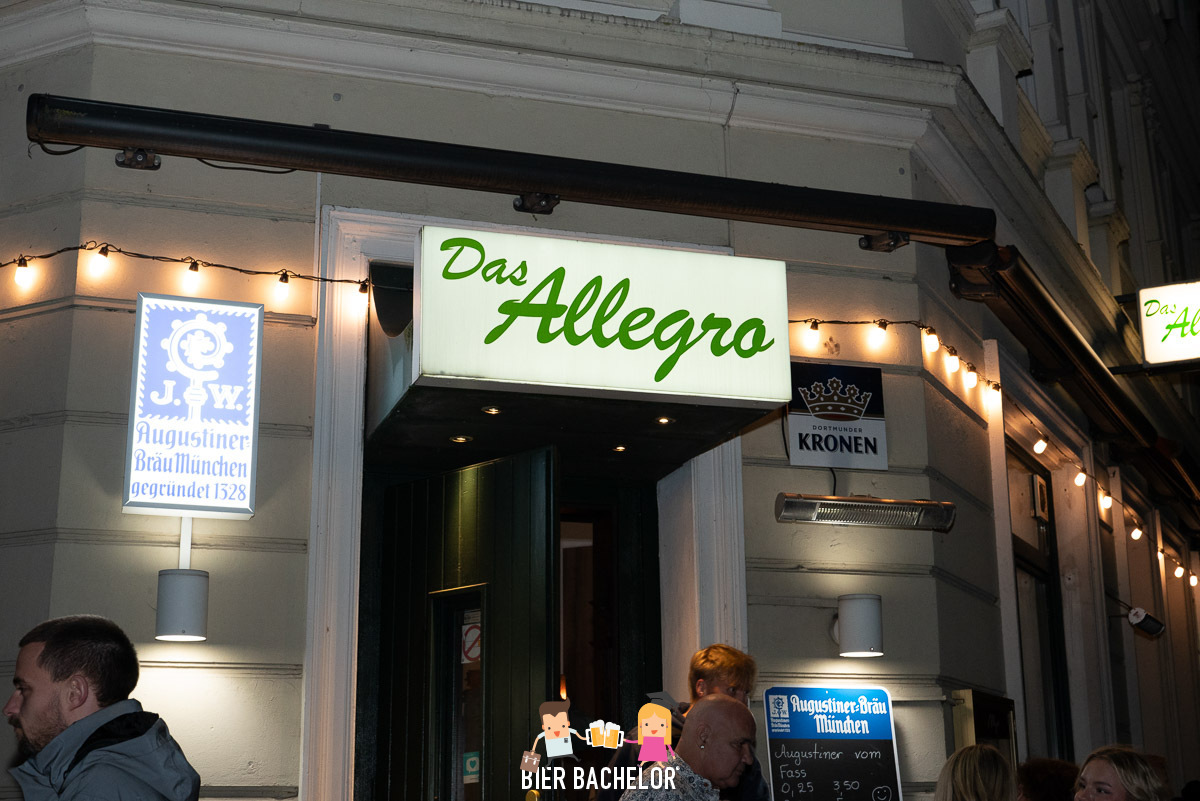 Das
Allegro
J. W.
Augustiner-
Bräu München
gegründet 1328
DORTMUNDER
KRONEN
Das
Al
Augustiner-Bräu
München
Augustiner vom
Fass
0,25 3,50
BIER BACHELOR